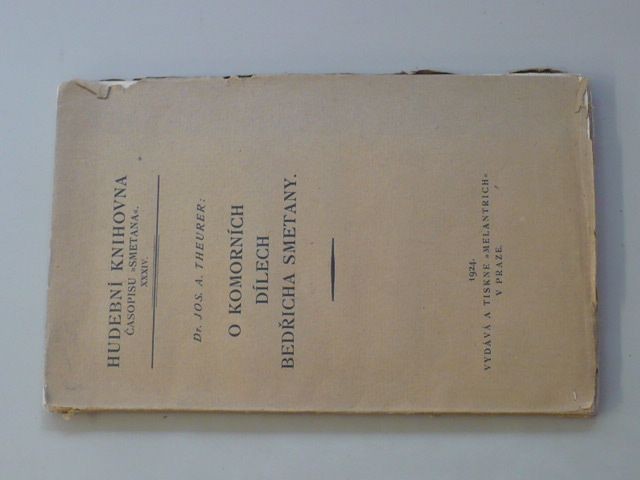 HUDEBNÍ KNIHOVNA
ČASOPISU »SMETANA«.
XXXIV.
Dr. JOS. A. THEURER:
O KOMORNÍCH
DÍLECH
BEDŘICHA SMETANY.
1924.
VYDÁVÁ A TISKNE »MELANTRICH«
V PRAZE.